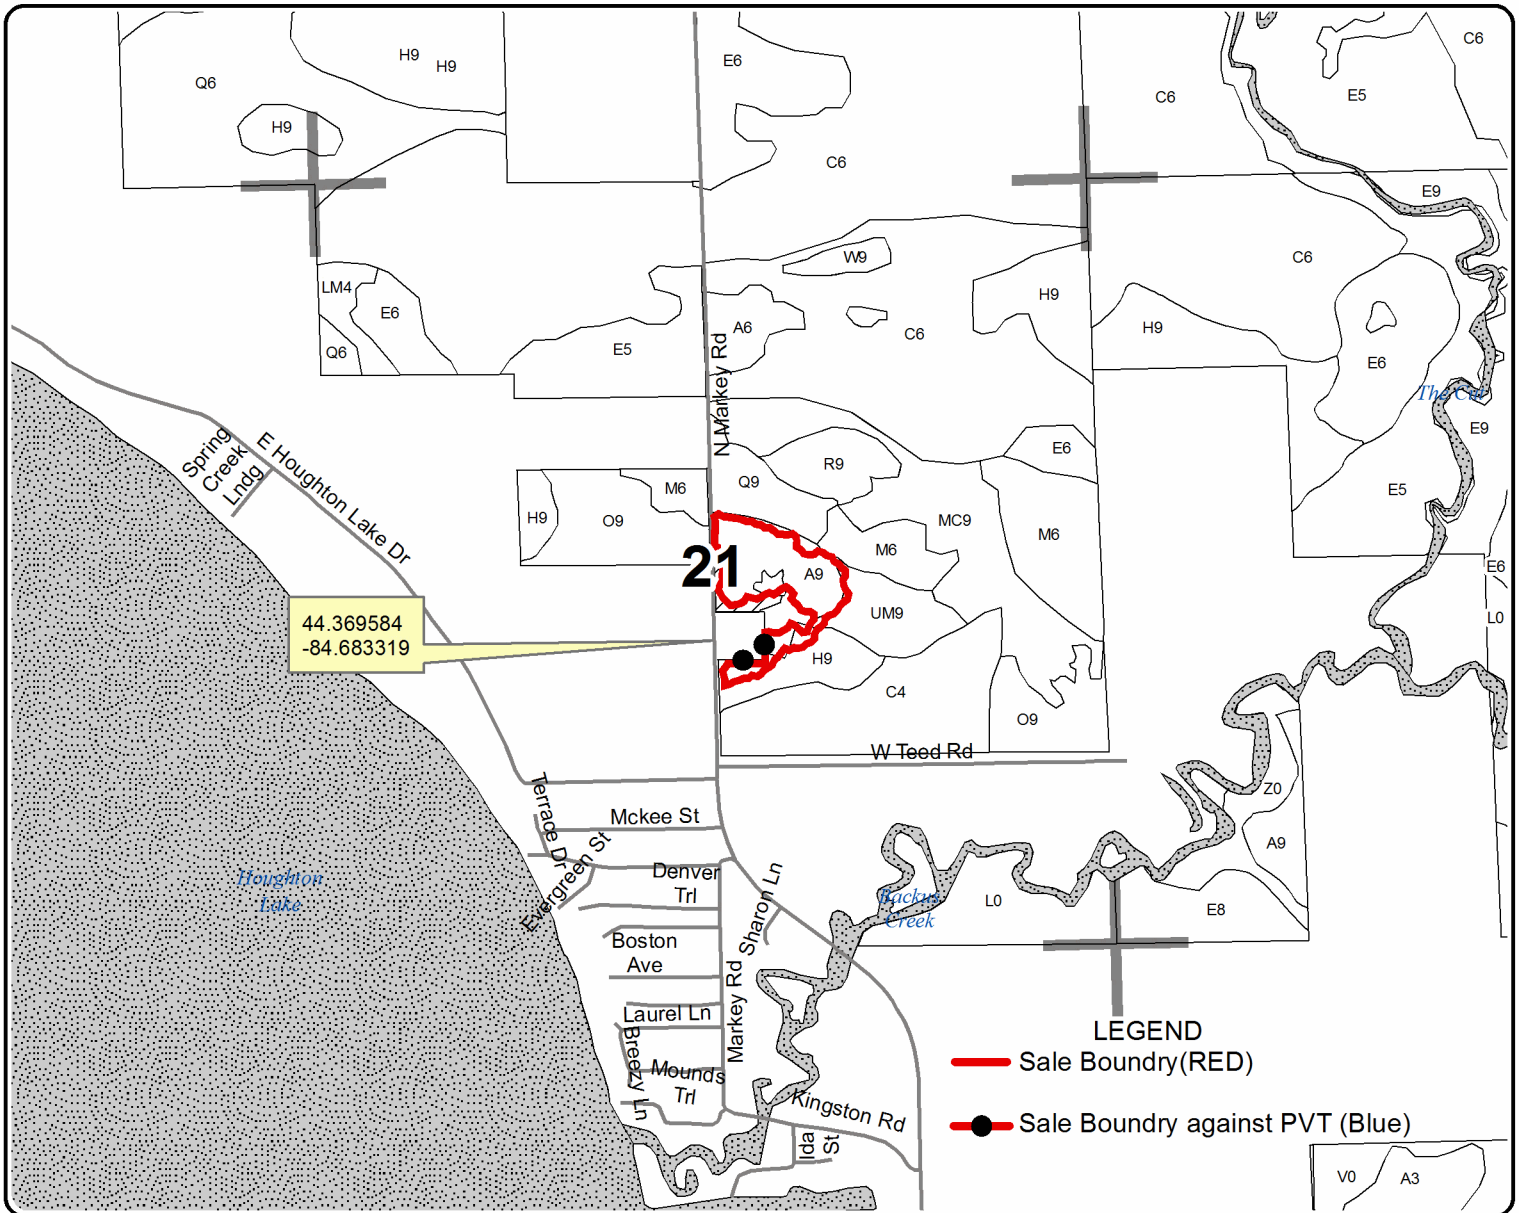 H9
H9
Q6
H9
E6
C6
C6
C6
E5
E9
W9
C6
LM4
E6
Q6
E5
A6
C6
H9
H9
E6
N Markey Rd
The Cut
E9
Spring
Creek
Lndg
E Houghton Lake Dr
M6
H9
O9
Q9
R9
E6
MC9
M6
M6
E5
E6
L0
21
A9
UM9
H9
C4
O9
44.369584
-84.683319
W Teed Rd
Terrace Dr
Mckee St
Evergreen St
Denver
Trl
Sharon Ln
Z0
A9
Houghton
Lake
Backus
Creek
L0
E8
Boston
Ave
Markey Rd
Laurel Ln
Breezy Ln
Mounds
Trl
Kingston Rd
Ida
St
LEGEND
Sale Boundry(RED)
Sale Boundry against PVT (Blue)
V0
A3